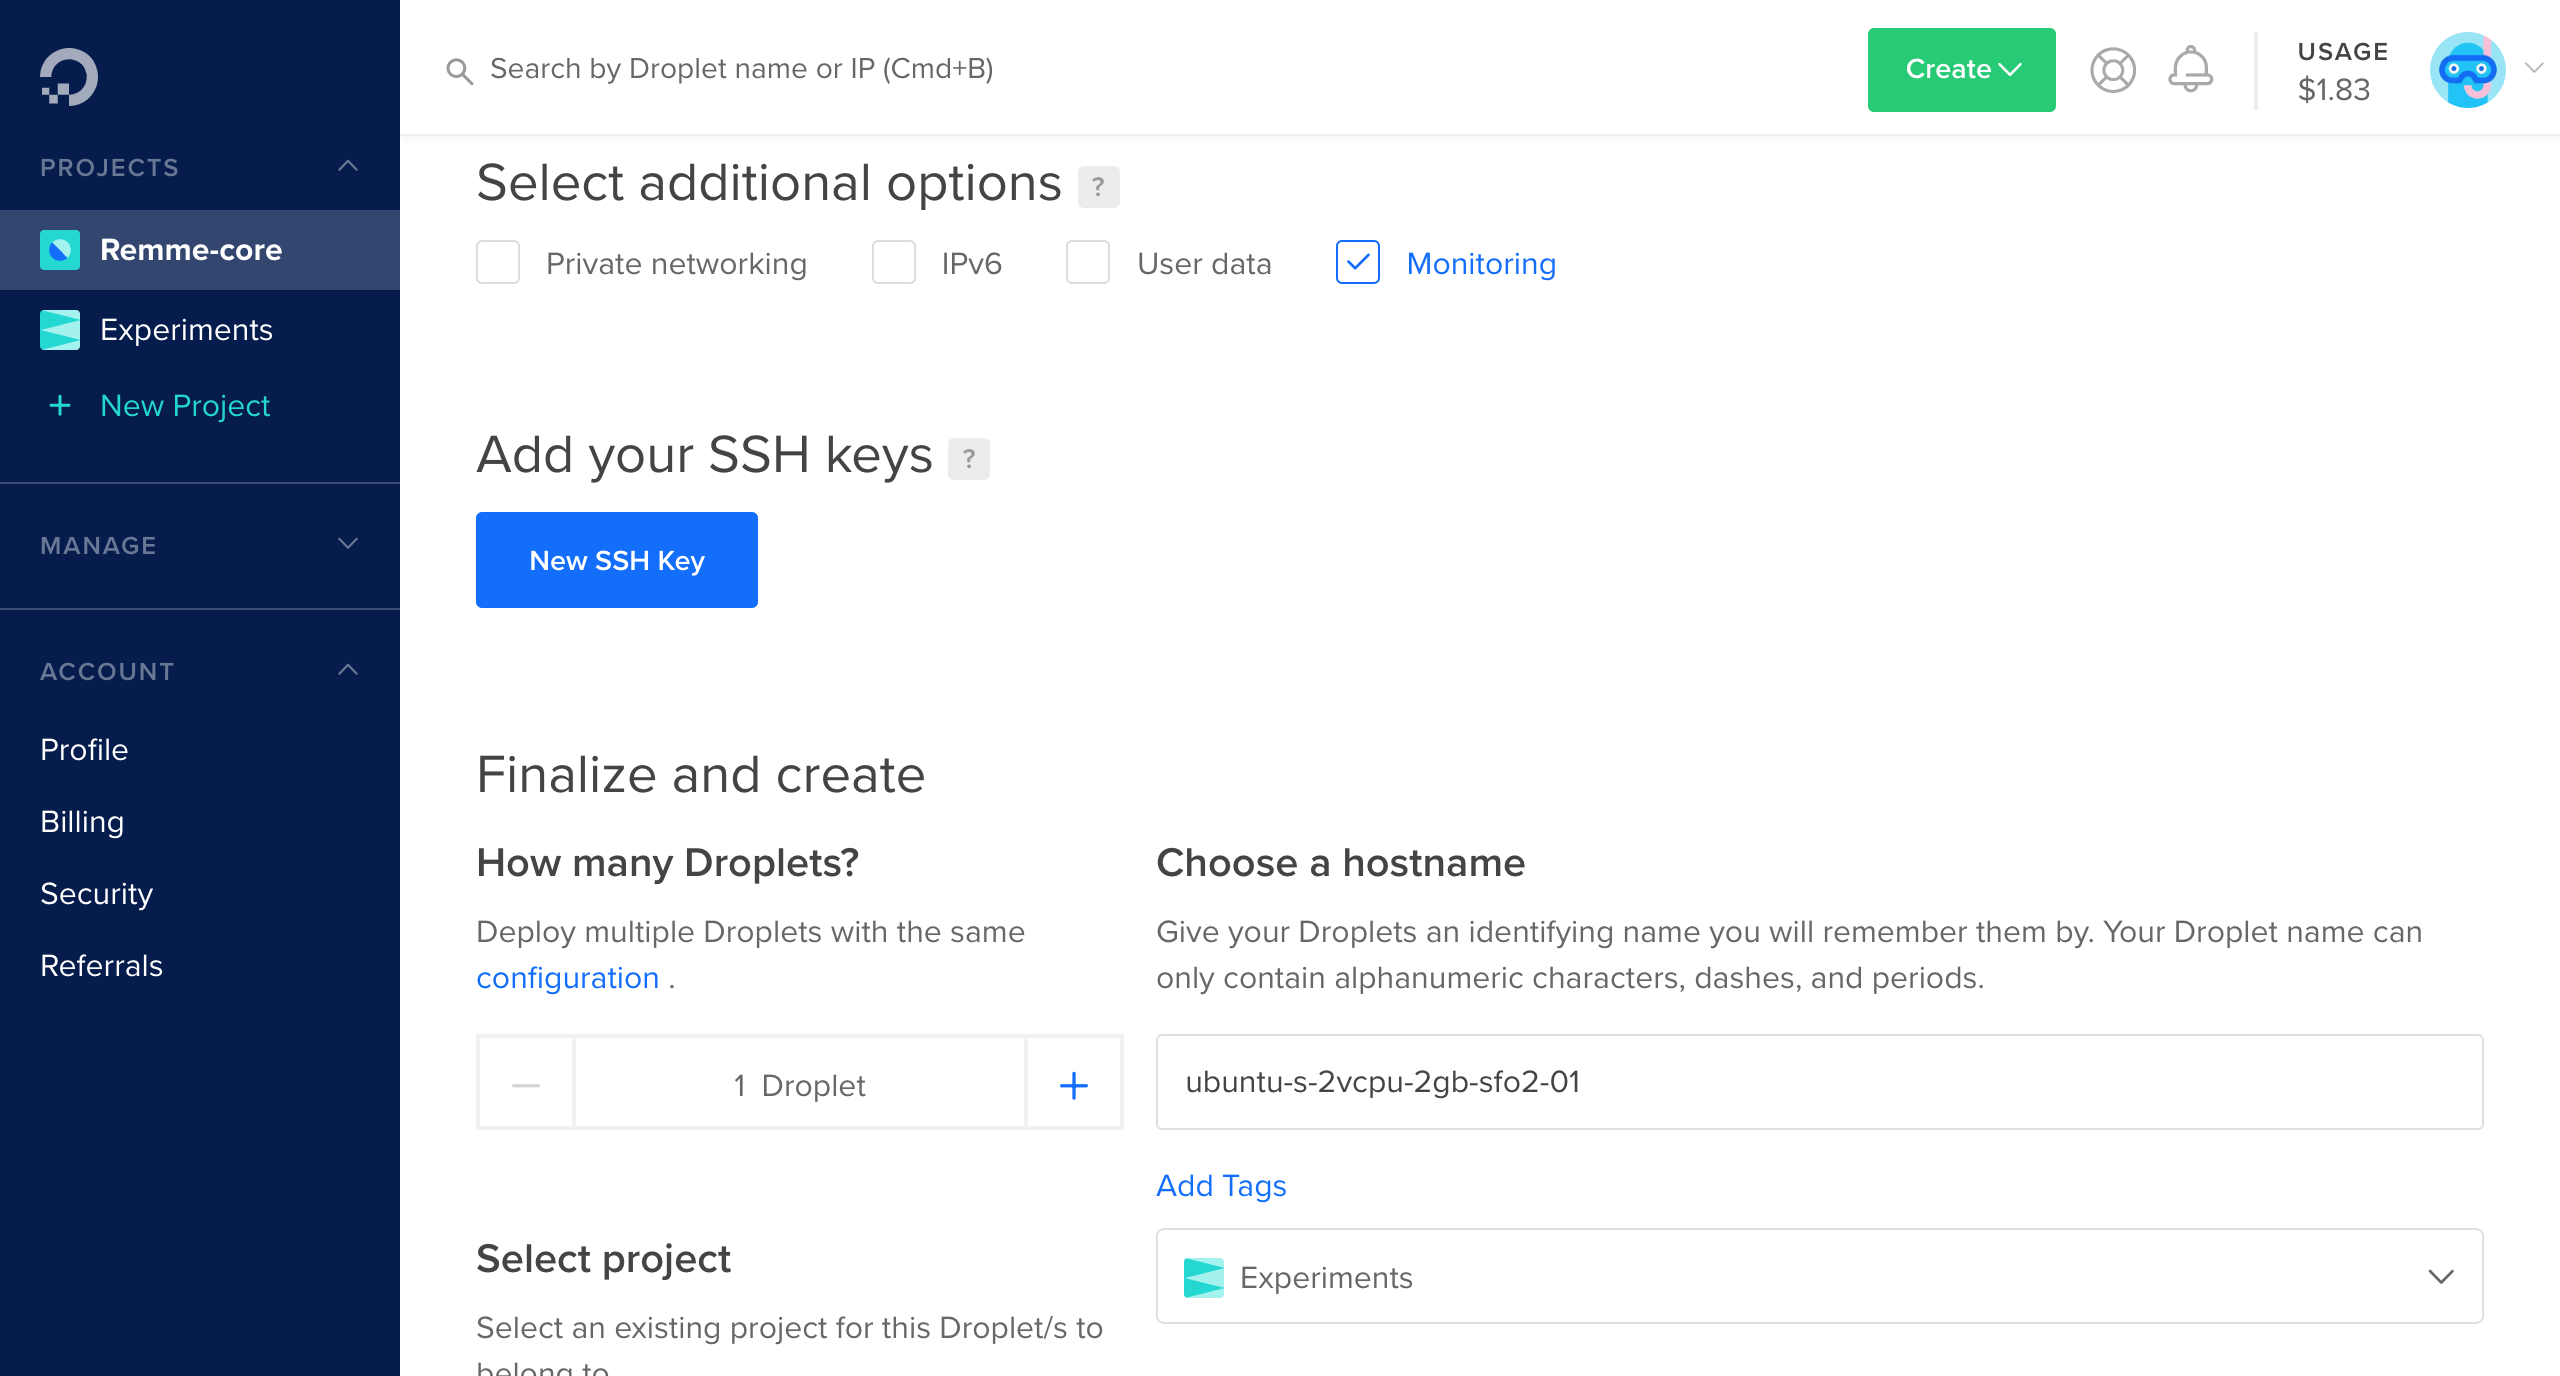 PROJECTS
Remme-core
Experiments
New Project
MANAGE
ACCOUNT
Profile
Billing
Security
Referrals
Search by Droplet name or IP (Cmd+B)
Create
USAGE
$1.83
Select additional options ?
Private networking
IPv6
User data
Monitoring
Add your SSH keys ?
New SSH Key
Finalize and create
How many Droplets?
Deploy multiple Droplets with the same
configuration .
1 Droplet
Choose a hostname
Give your Droplets an identifying name you will remember them by. Your Droplet name can
only contain alphanumeric characters, dashes, and periods.
ubuntu-s-2vcpu-2gb-sfo2-01
Add Tags
Select project
Select an existing project for this Droplet/s to
belong to.
Experiments